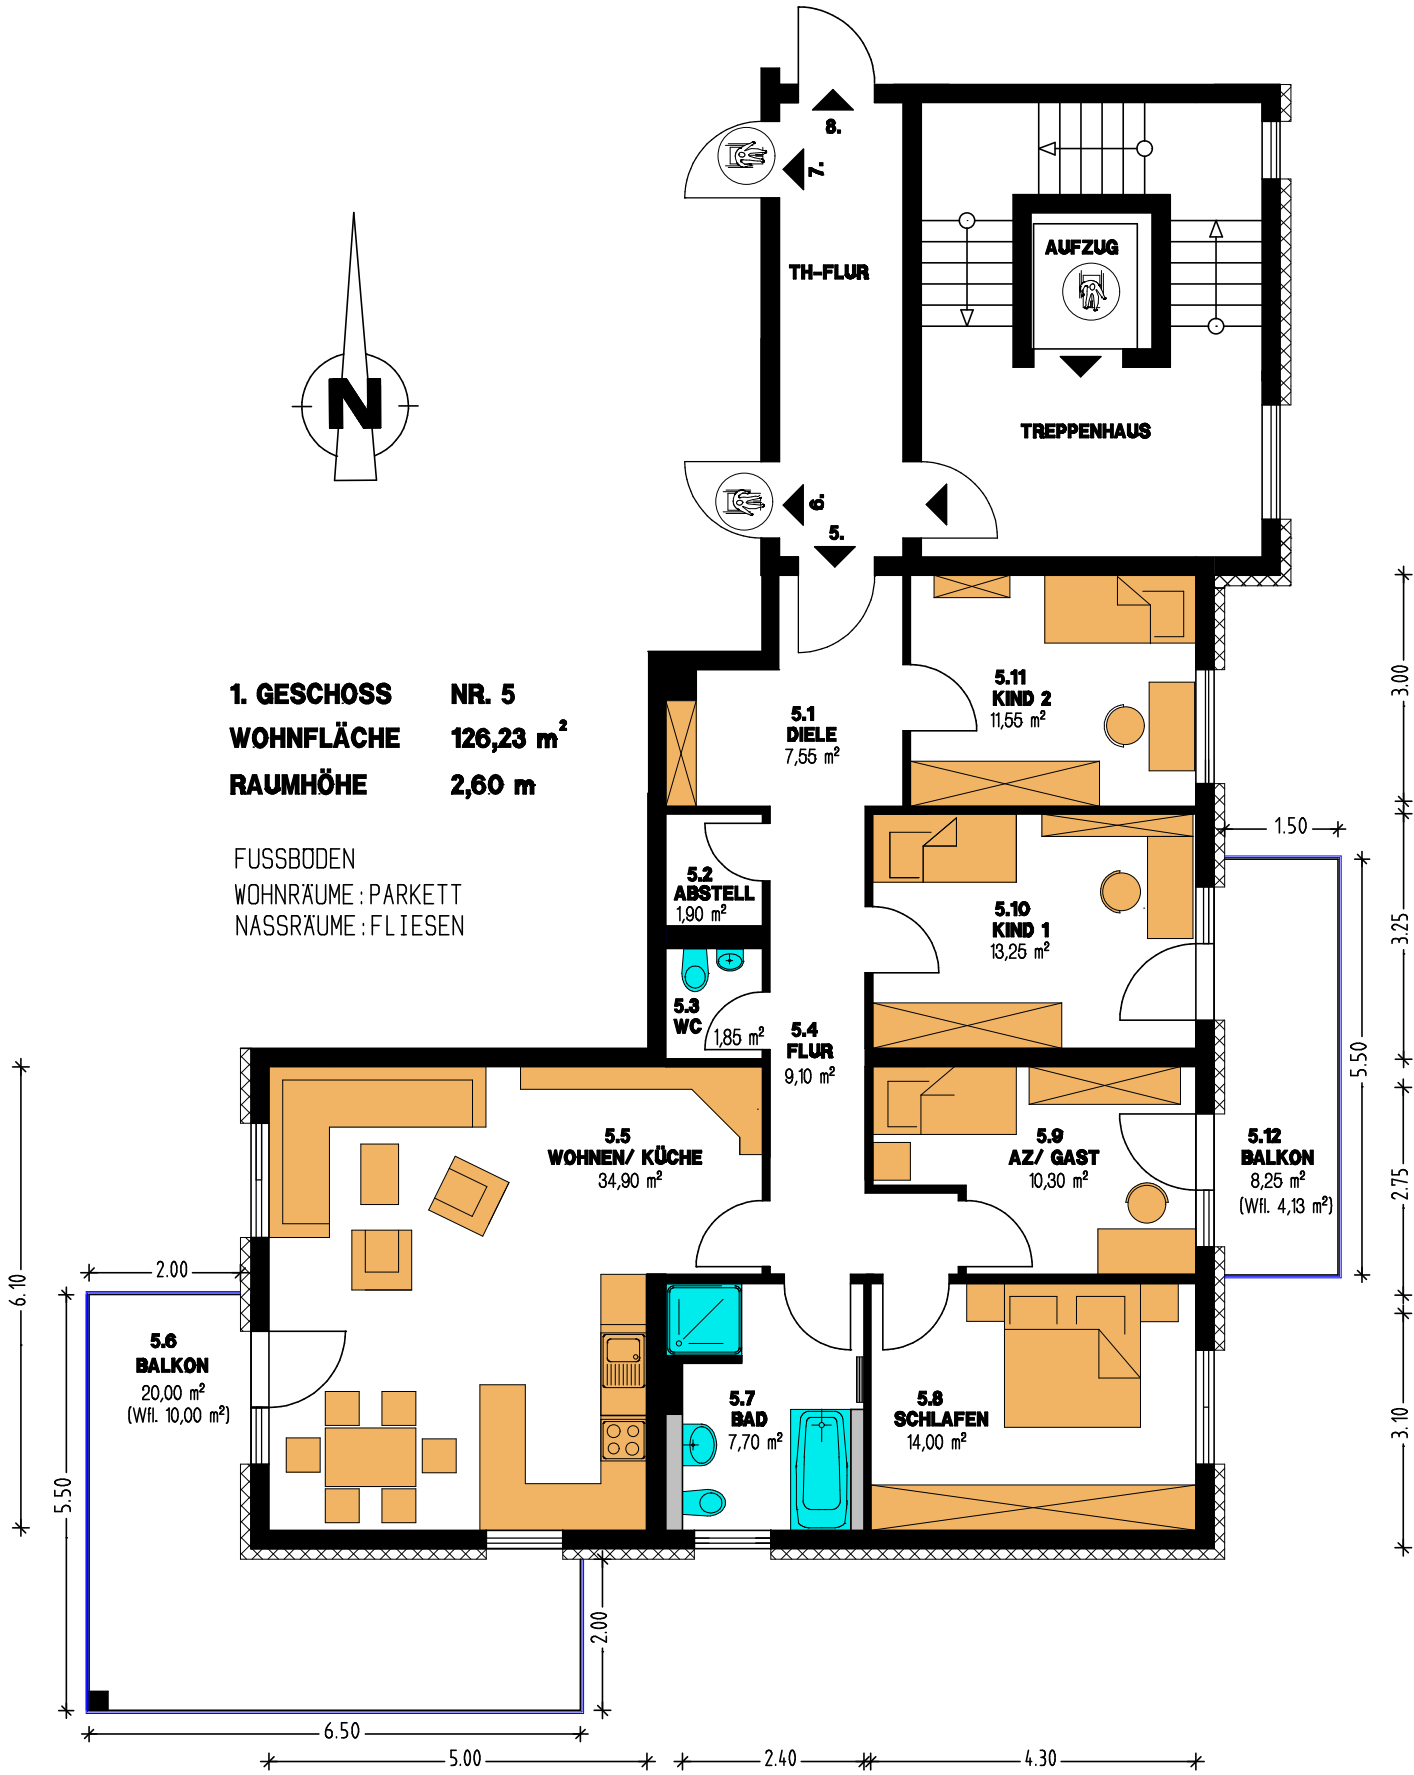 8.
7.
AUFZUG
TH-FLUR
N
TREPPENHAUS
6.
5.
1. GESCHOSS NR. 5
WOHNFLÄCHE 126,23 m²
RAUMHÖHE 2,60 m
FUSSBÖDEN
WOHNRÄUME: PARKETT
NASSRÄUME: FLIESEN
5.11
KIND 2
11,55 m²
5.1
DIELE
7,55 m²
3.00
1.50
5.2
ABSTELL
1,90 m²
5.10
KIND 1
13,25 m²
3.25
5.3
WC
1,85 m²
5.4
FLUR
9,10 m²
5.50
5.5
WOHNEN/ KÜCHE
34,90 m²
5.9
AZ/ GAST
10,30 m²
5.12
BALKON
8,25 m²
(Wfl. 4,13 m²)
2.75
2.00
6.10
5.6
BALKON
20,00 m²
(Wfl. 10,00 m²)
5.7
BAD
7,70 m²
5.8
SCHLAFEN
14,00 m²
3.10
5.50
2.00
6.50
5.00
2.40
4.30